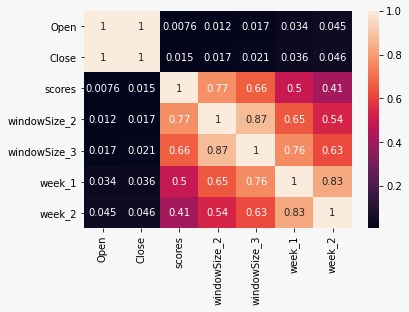 Open 1 1 0.0076 0.012 0.017 0.034 0.045
Close 1 1 0.015 0.017 0.021 0.036 0.046
scores 0.0076 0.015 1 0.77 0.66 0.5 0.41
windowSize_2 0.012 0.017 0.77 1 0.87 0.65 0.54
windowSize_3 0.017 0.021 0.66 0.87 1 0.76 0.63
week_1 0.034 0.036 0.5 0.65 0.76 1 0.83
week_2 0.045 0.046 0.41 0.54 0.63 0.83 1
Open Close scores windowSize_2 windowSize_3 week_1 week_2
1.0
0.8
0.6
0.4
0.2